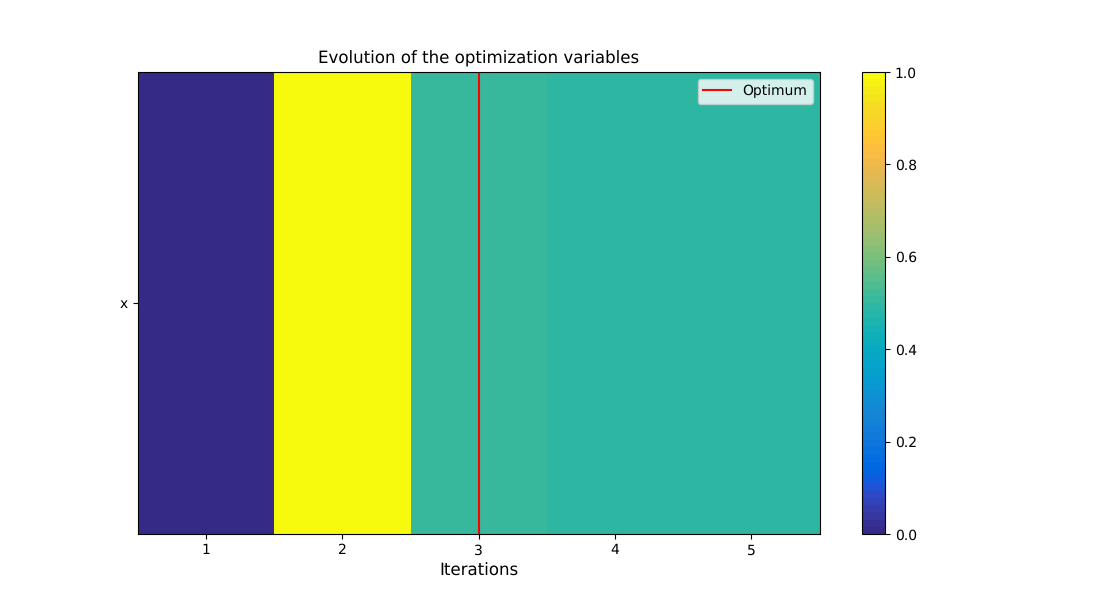 Evolution of the optimization variables
Optimum
x
1 2 3 4 5
Iterations
1.0
0.8
0.6
0.4
0.2
0.0